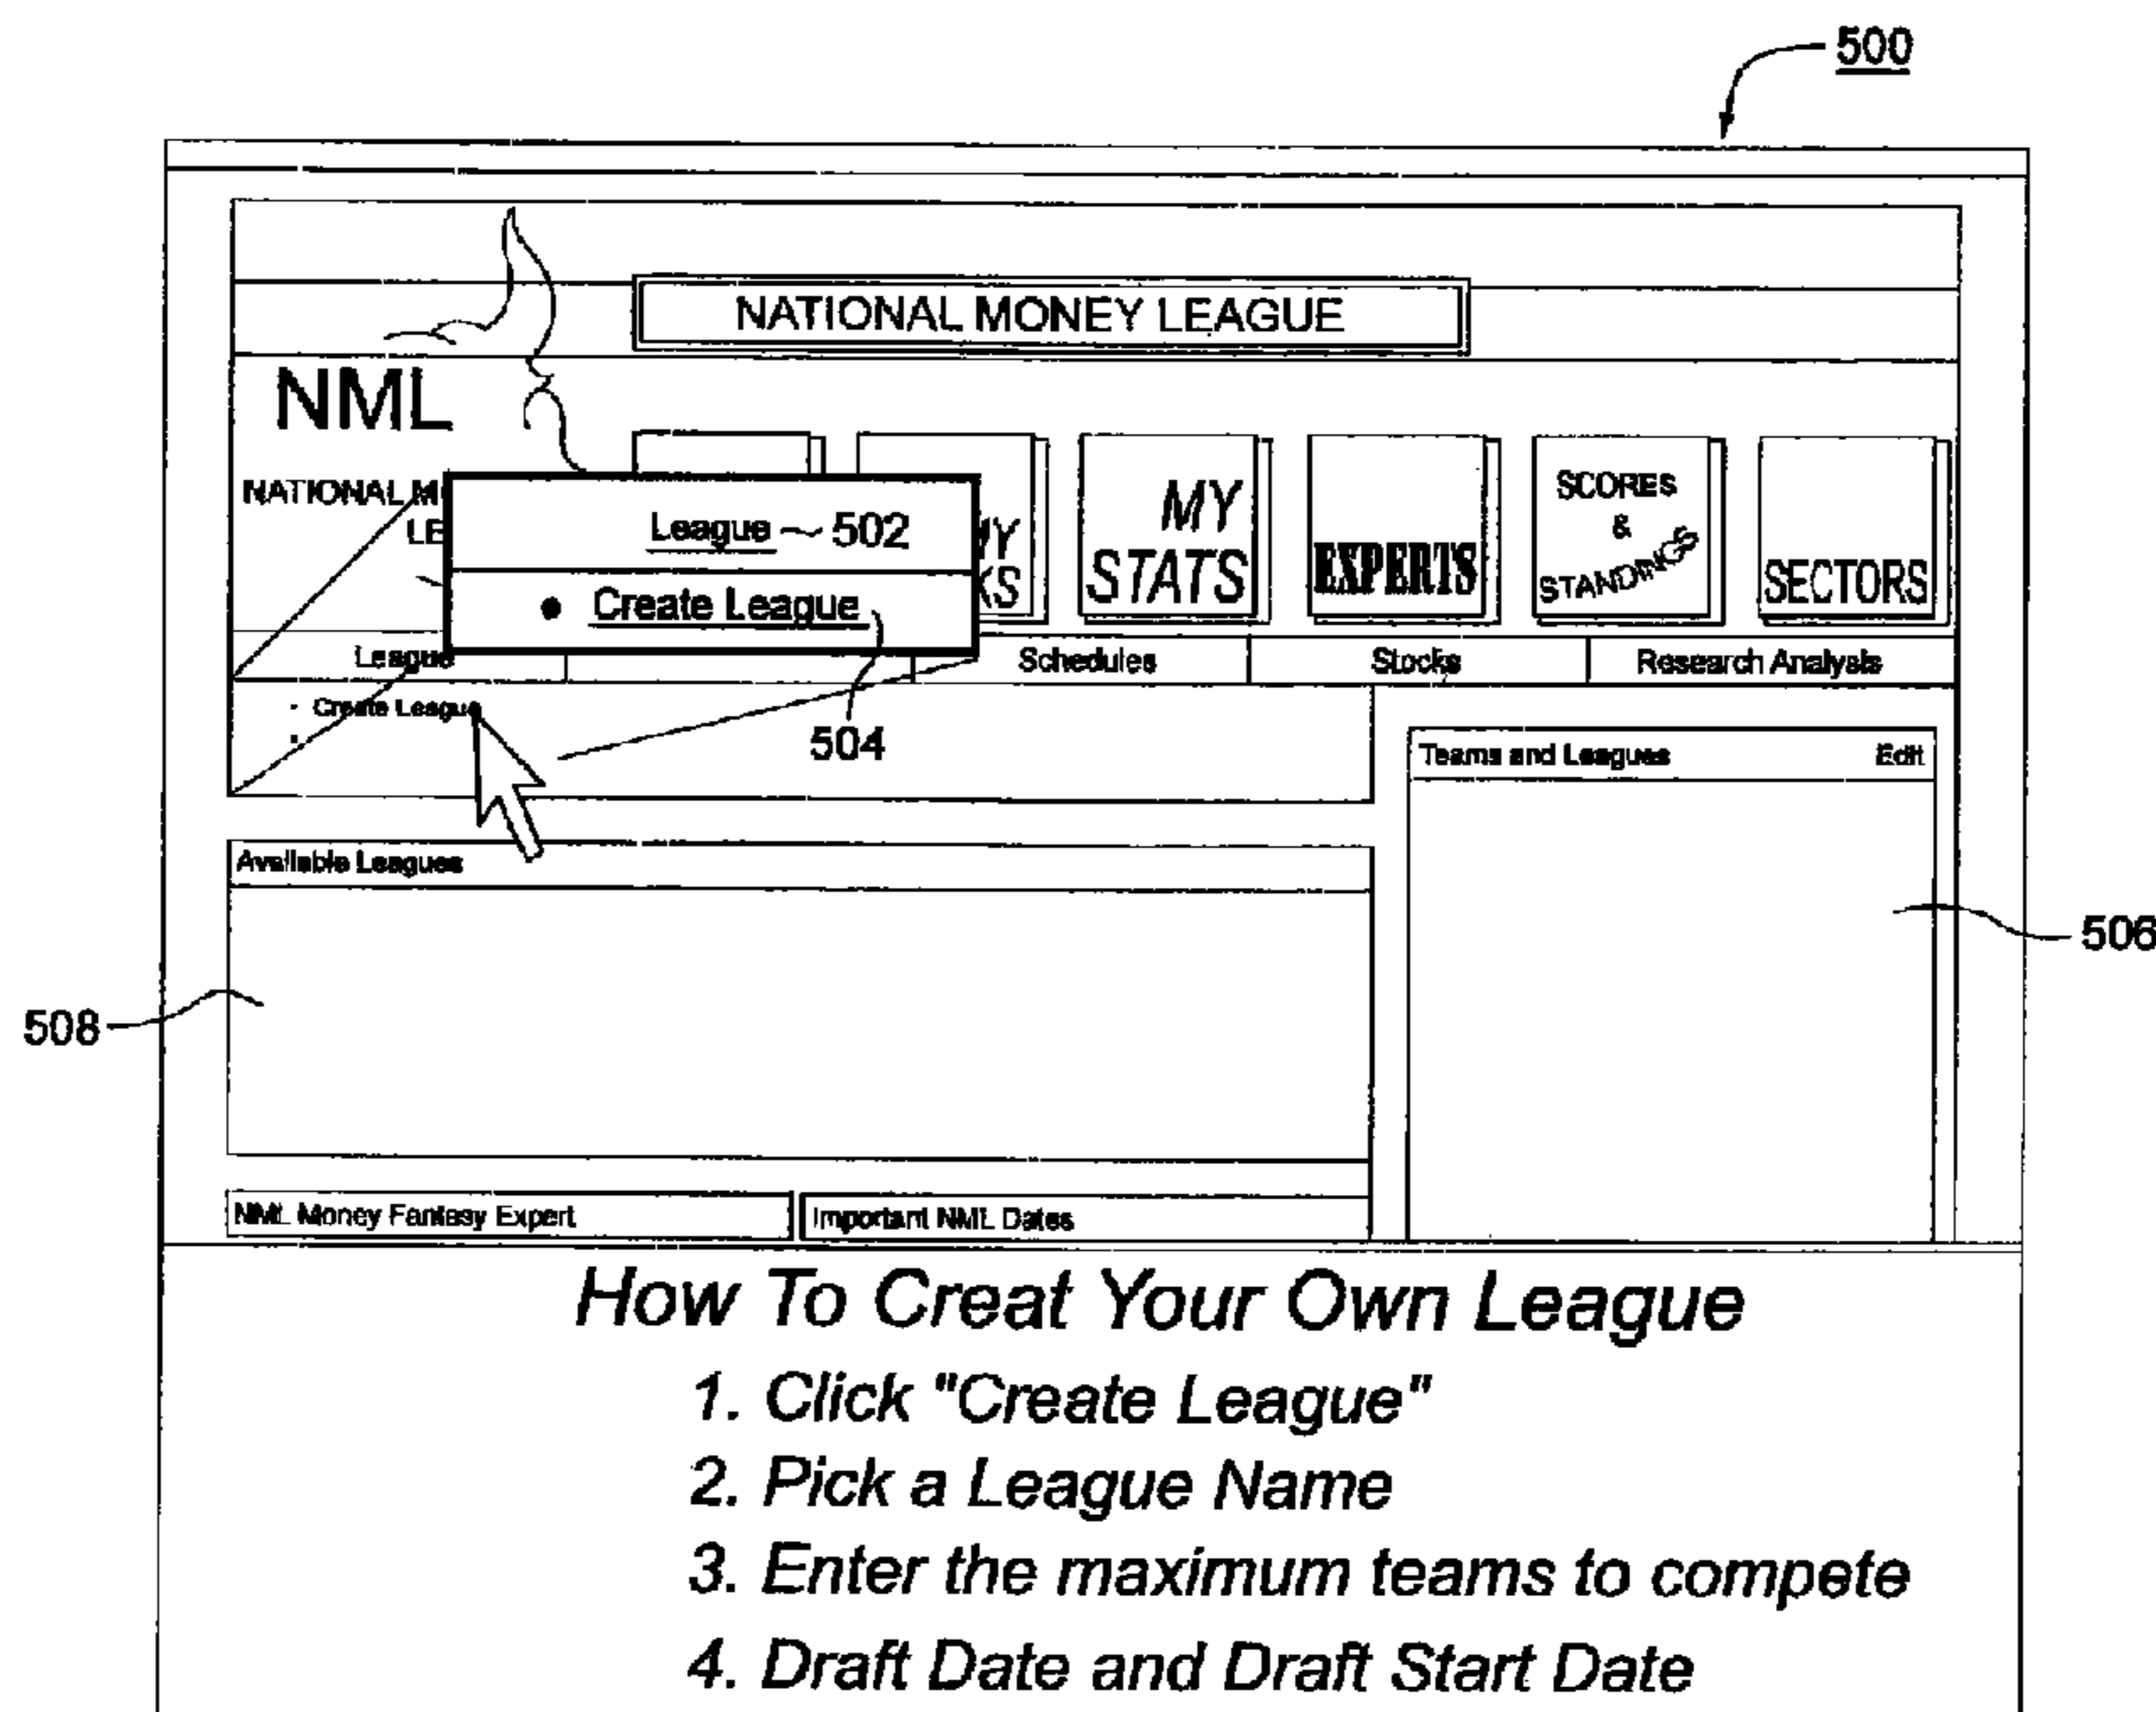 500
NATIONAL MONEY LEAGUE
NML
NATIONAL M
LE
League 502
• Create League
504
MY
STATS
EXPERTS
SCORES
&
STANDINGS
SECTORS
League
Schedules
Stocks
Research Analysis
· Create League
Teams and Leagues Edit
506
Available Leagues
508
NML Money Fantasy Expert
Important NML Dates
How To Creat Your Own League
1. Click "Create League"
2. Pick a League Name
3. Enter the maximum teams to compete
4. Draft Date and Draft Start Date